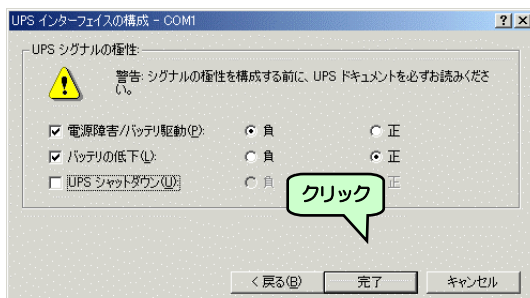 UPS インターフェイスの構成 - COM1
UPS シグナルの極性:
警告: シグナルの極性を構成する前に、UPS ドキュメントを必ずお読みくださ
い。
電源障害/バッテリ駆動(P): 負 正
バッテリの低下(L): 負 正
UPS シャットダウン(U): 負 正
クリック
< 戻る(B) 完了 キャンセル